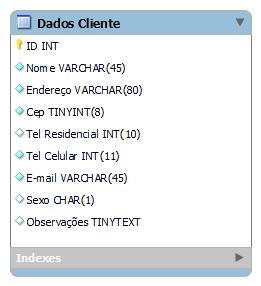 Dados Cliente
ID INT
Nome VARCHAR(45)
Endereço VARCHAR(80)
Cep TINYINT(8)
Tel Residencial INT(10)
Tel Celular INT(11)
E-mail VARCHAR(45)
Sexo CHAR(1)
Observações TINYTEXT
Indexes